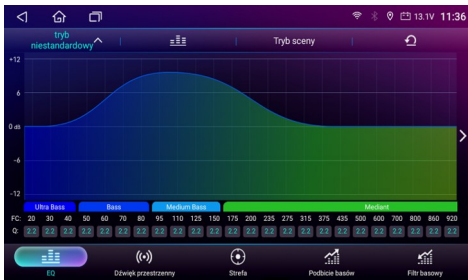 13.1V 11:36
tryb
niestandardowy
Tryb sceny
+12
6
0 dB
-6
-12
Ultra Bass Bass Medium Bass Mediant
FC: 20 30 40 50 60 70 80 95 110 125 150 175 200 235 275 315 375 435 500 600 700 800 860 920
Q: 2.2 2.2 2.2 2.2 2.2 2.2 2.2 2.2 2.2 2.2 2.2 2.2 2.2 2.2 2.2 2.2 2.2 2.2 2.2 2.2 2.2 2.2 2.2 2.2
EQ Dźwięk przestrzenny Strefa Podbicie basów Filtr basowy